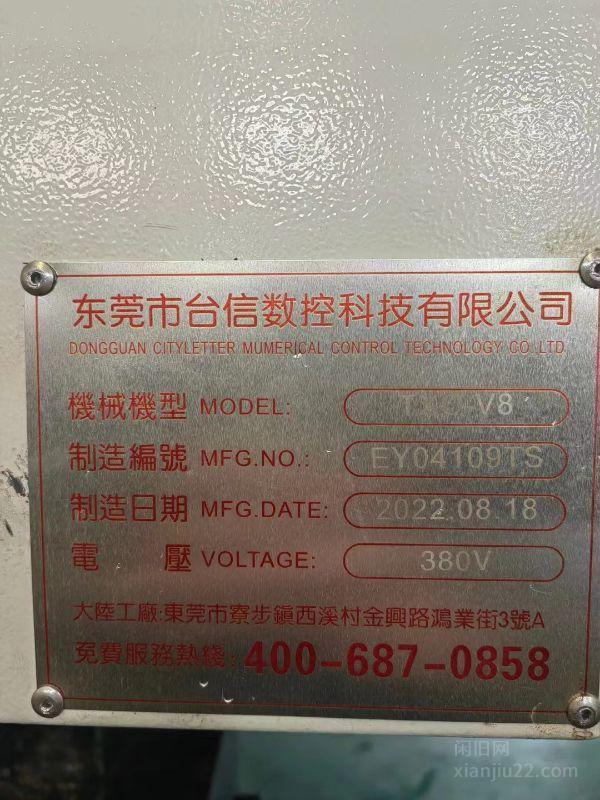 东莞市台信数控科技有限公司
DONGGUAN CITYLETTER MUMERICAL CONTROL TECHNOLOGY CO.,LTD
機械機型 MODEL: V8
制造編號 MFG.NO.: EY04109TS
制造日期 MFG.DATE: 2022.08.18
電 壓 VOLTAGE: 380V
大陸工廠:東莞市寮步鎮西溪村金興路鴻業街3號A
免費服務熱綫:400-687-0858
闲旧网
xianjiu22.com